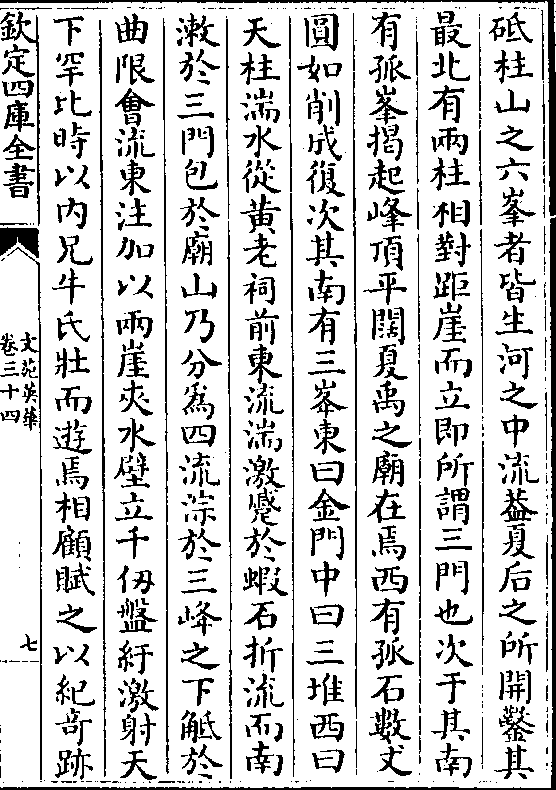 砥柱山之六峯者皆生河之中流葢夏后之所開鑿其
最北有兩柱相對距崖而立即所謂三門也次于其南
有孤峯揭起峰頂平闊夏禹之廟在焉西有孤石數丈
圓如削成復次其南有三峯東曰金門中曰三堆西曰
天柱湍水從黄老祠前東流湍激蹙於蝦石折流而南
漱於三門包於廟山乃分為四流淙於三峰之下觝於
曲隈㑹流東注加以兩崖夾水壁立千仭盤紆激射天
下罕比時以内兄牛氏壯而遊焉相顧賦之以紀奇跡
欽定四庫全書
文苑英華
卷三十四
七